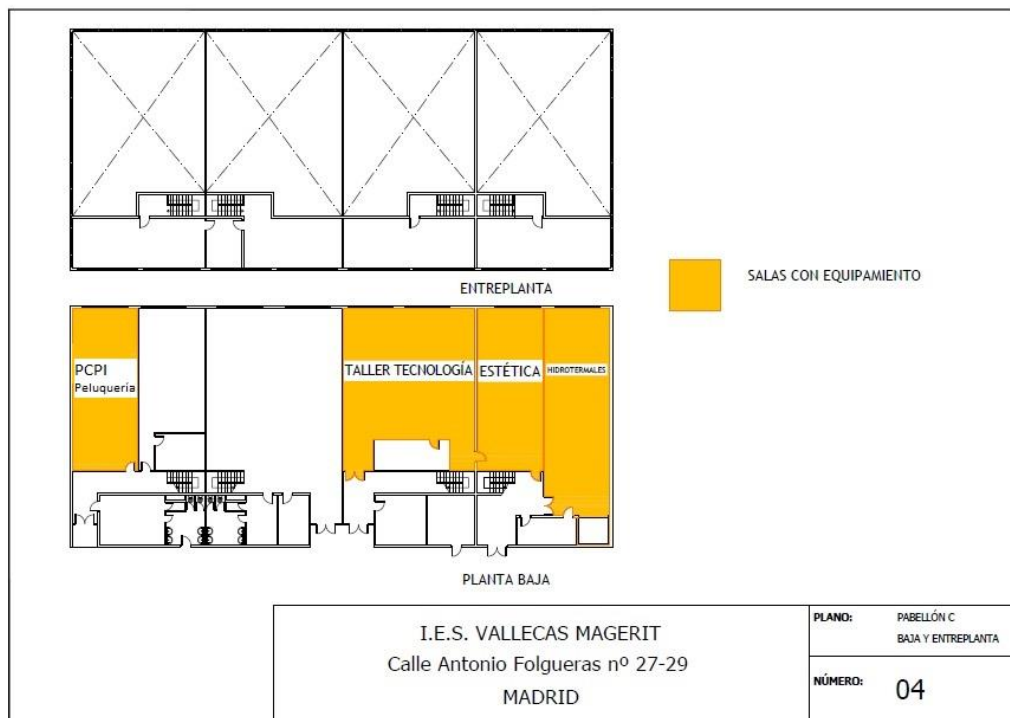 ENTREPLANTA
SALAS CON EQUIPAMIENTO
PCPI
Peluquería
TALLER TECNOLOGÍA
ESTÉTICA
HIDROTERMALES
PLANTA BAJA
I.E.S. VALLECAS MAGERIT
Calle Antonio Folgueras nº 27-29
MADRID
PLANO:
PABELLÓN C
BAJA Y ENTREPLANTA
NÚMERO:
04